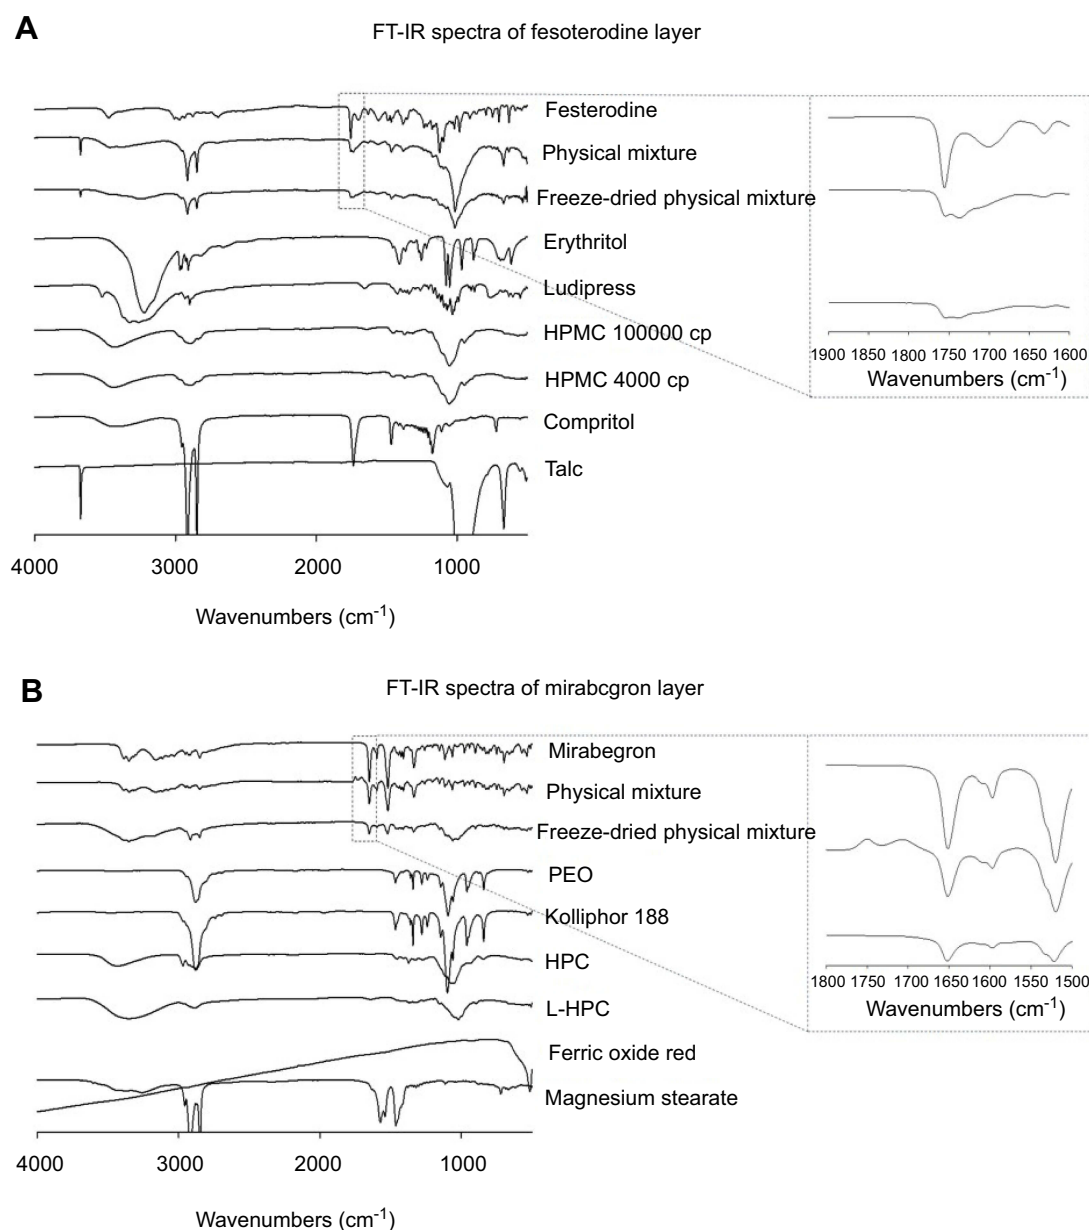 A
FT-IR spectra of fesoterodine layer
Festerodine
Physical mixture
Freeze-dried physical mixture
Erythritol
Ludipress
HPMC 100000 cp
HPMC 4000 cp
Compritol
Talc
4000 3000 2000 1000
Wavenumbers (cm⁻¹)
1900 1850 1800 1750 1700 1650 1600
Wavenumbers (cm⁻¹)
B
FT-IR spectra of mirabcgron layer
Mirabegron
Physical mixture
Freeze-dried physical mixture
PEO
Kolliphor 188
HPC
L-HPC
Ferric oxide red
Magnesium stearate
4000 3000 2000 1000
Wavenumbers (cm⁻¹)
1800 1750 1700 1650 1600 1550 1500
Wavenumbers (cm⁻¹)